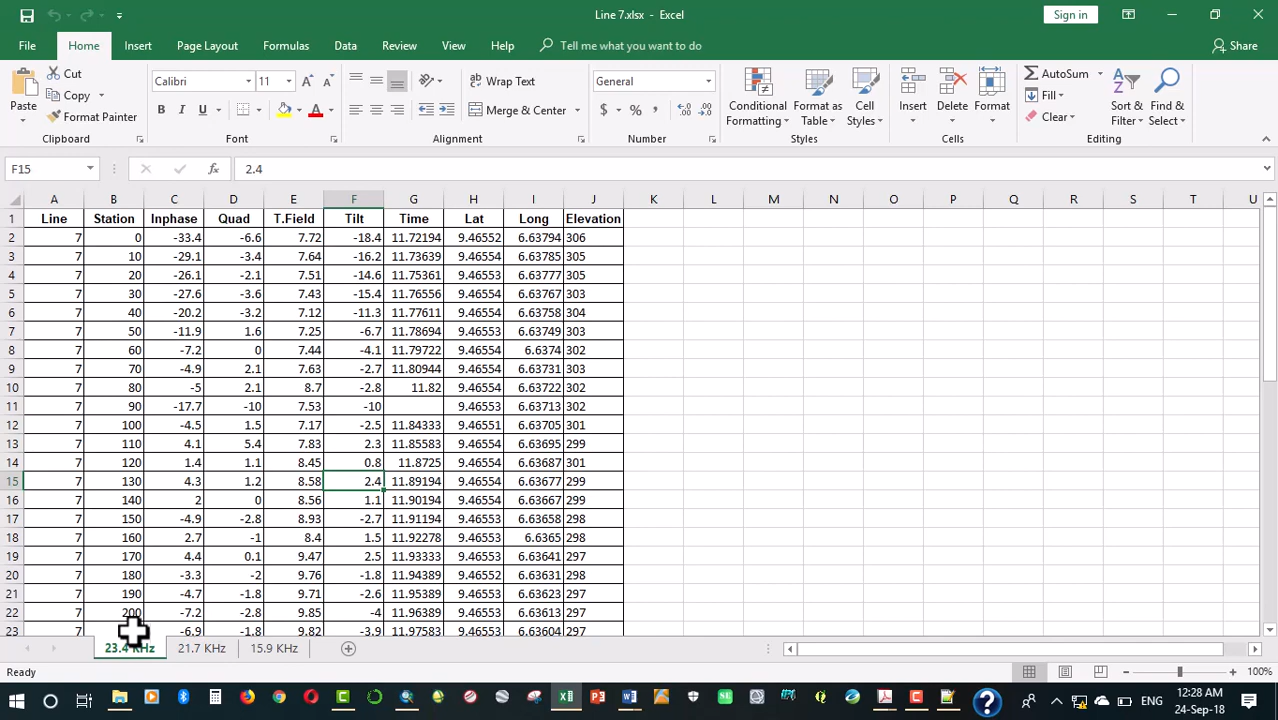 Line 7.xlsx - Excel
Sign in
File Home Insert Page Layout Formulas Data Review View Help Tell me what you want to do Share
Paste Cut Calibri 11 Wrap Text General Conditional Formatting Format as Table Cell Styles Insert Delete Format AutoSum Sort & Filter Find & Select
Copy Fill
Format Painter B I U A Merge & Center $ % , Clear
Clipboard Font Alignment Number Styles Cells Editing
F15 fx 2.4
A B C D E F G H I J K L M N O P Q R S T U
1 Line Station Inphase Quad T.Field Tilt Time Lat Long Elevation
2 7 0 -33.4 -6.6 7.72 -18.4 11.72194 9.46552 6.63794 306
3 7 10 -29.1 -3.4 7.64 -16.2 11.73639 9.46554 6.63785 305
4 7 20 -26.1 -2.1 7.51 -14.6 11.75361 9.46553 6.63777 305
5 7 30 -27.6 -3.6 7.43 -15.4 11.76556 9.46553 6.63767 303
6 7 40 -20.2 -3.2 7.12 -11.3 11.77611 9.46554 6.63758 304
7 7 50 -11.9 1.6 7.25 -6.7 11.78694 9.46553 6.63749 303
8 7 60 -7.2 0 7.44 -4.1 11.79722 9.46554 6.6374 302
9 7 70 -4.9 2.1 7.63 -2.7 11.80944 9.46554 6.63731 303
10 7 80 -5 2.1 8.7 -2.8 11.82 9.46554 6.63722 302
11 7 90 -17.7 -10 7.53 -10 9.46553 6.63713 302
12 7 100 -4.5 1.5 7.17 -2.5 11.84333 9.46551 6.63705 301
13 7 110 4.1 5.4 7.83 2.3 11.85583 9.46554 6.63695 299
14 7 120 1.4 1.1 8.45 0.8 11.8725 9.46554 6.63687 301
15 7 130 4.3 1.2 8.58 2.4 11.89194 9.46554 6.63677 299
16 7 140 2 0 8.56 1.1 11.90194 9.46554 6.63667 299
17 7 150 -4.9 -2.8 8.93 -2.7 11.91194 9.46553 6.63658 298
18 7 160 2.7 -1 8.4 1.5 11.92278 9.46553 6.6365 298
19 7 170 4.4 0.1 9.47 2.5 11.93333 9.46553 6.63641 297
20 7 180 -3.3 -2 9.76 -1.8 11.94389 9.46552 6.63631 298
21 7 190 -4.7 -1.8 9.71 -2.6 11.95389 9.46553 6.63623 297
22 7 200 -7.2 -2.8 9.85 -4 11.96389 9.46553 6.63613 297
23 7 -6.9 -1.8 9.82 -3.9 11.97583 9.46553 6.63604 297
23.4 KHz 21.7 KHz 15.9 KHz
Ready 100%
ENG 12:28 AM
24-Sep-18